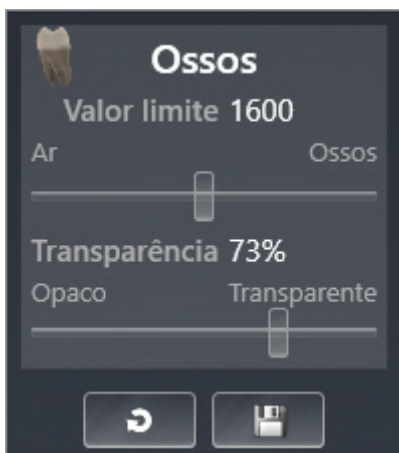 Ossos
Valor limite 1600
Ar Ossos
Transparência 73%
Opaco Transparente